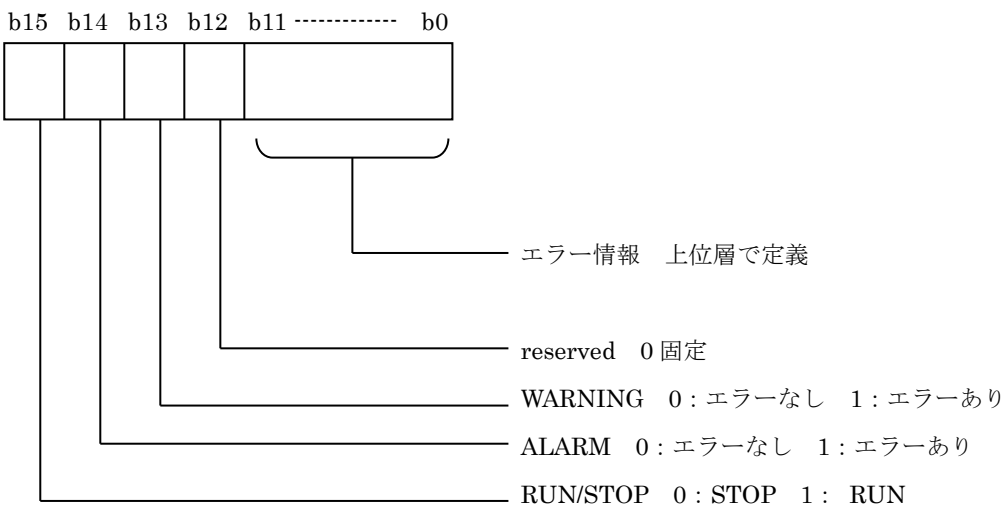 b15 b14 b13 b12 b11 ------------- b0
エラー情報　上位層で定義
reserved　0 固定
WARNING　0：エラーなし　1：エラーあり
ALARM　0：エラーなし　1：エラーあり
RUN/STOP　0：STOP　1： RUN